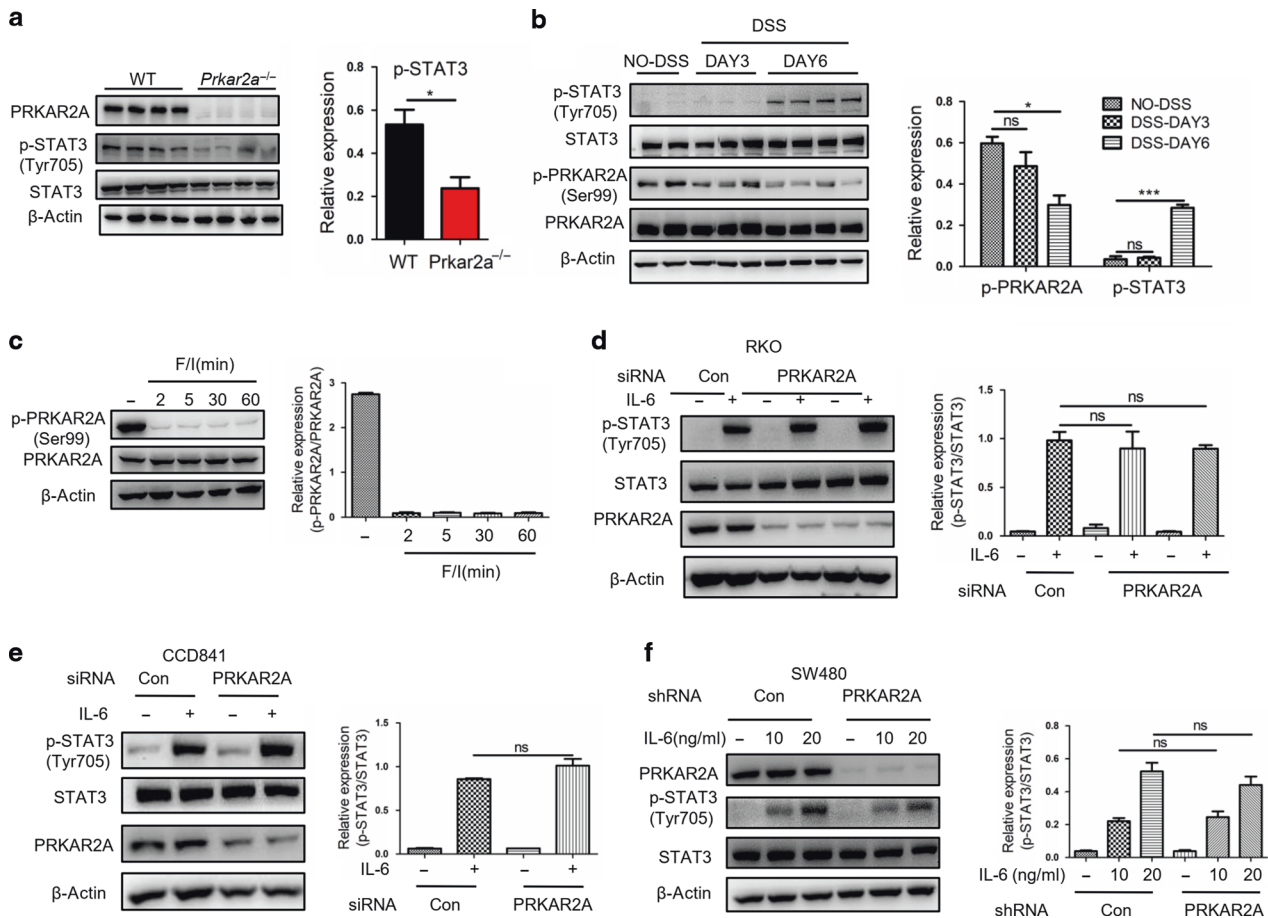 a
WT Prkar2a–/–
PRKAR2A
p-STAT3
(Tyr705)
STAT3
β-Actin
p-STAT3
*
Relative expression
0.8
0.6
0.4
0.2
0.0
WT Prkar2a–/–
b
DSS
NO-DSS DAY3 DAY6
p-STAT3
(Tyr705)
STAT3
p-PRKAR2A
(Ser99)
PRKAR2A
β-Actin
Relative expression
0.8
0.6
0.4
0.2
0.0
*
ns
***
ns
NO-DSS
DSS-DAY3
DSS-DAY6
p-PRKAR2A p-STAT3
c
F/I(min)
– 2 5 30 60
p-PRKAR2A
(Ser99)
PRKAR2A
β-Actin
Relative expression
(p-PRKAR2A/PRKAR2A)
3
2
1
0
– 2 5 30 60
F/I(min)
d
RKO
siRNA Con PRKAR2A
IL-6 – + – + – +
p-STAT3
(Tyr705)
STAT3
PRKAR2A
β-Actin
Relative expression
(p-STAT3/STAT3)
1.5
1.0
0.5
0.0
ns
ns
IL-6 – + – + – +
siRNA Con PRKAR2A
e
CCD841
siRNA Con PRKAR2A
IL-6 – + – +
p-STAT3
(Tyr705)
STAT3
PRKAR2A
β-Actin
Relative expression
(p-STAT3/STAT3)
1.5
1.0
0.5
0.0
ns
IL-6 – + – +
siRNA Con PRKAR2A
f
SW480
shRNA Con PRKAR2A
IL-6(ng/ml) – 10 20 – 10 20
PRKAR2A
p-STAT3
(Tyr705)
STAT3
β-Actin
Relative expression
(p-STAT3/STAT3)
0.8
0.6
0.4
0.2
0.0
ns
ns
IL-6 (ng/ml) – 10 20 – 10 20
shRNA Con PRKAR2A